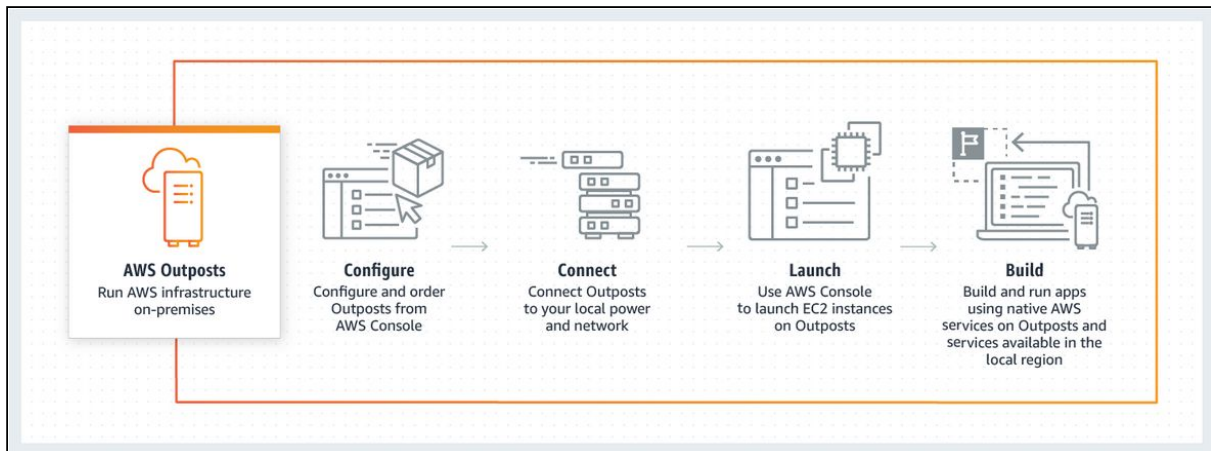 AWS Outposts
Run AWS infrastructure
on-premises
Configure
Configure and order
Outposts from
AWS Console
Connect
Connect Outposts
to your local power
and network
Launch
Use AWS Console
to launch EC2 instances
on Outposts
Build
Build and run apps
using native AWS
services on Outposts and
services available in the
local region